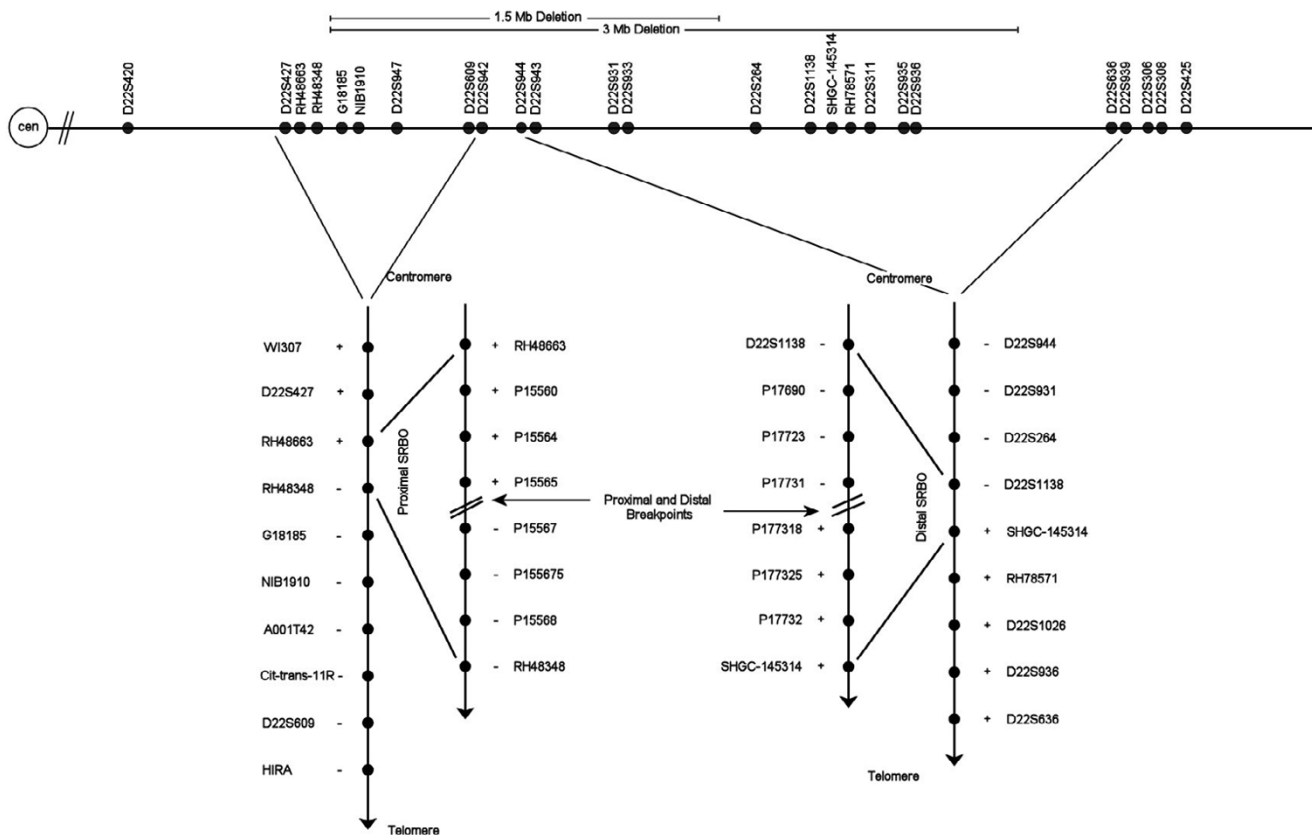 1.5 Mb Deletion
3 Mb Deletion
cen
D22S420
D22S427
RH48663
RH48348
G18185
NIB1910
D22S947
D22S609
D22S942
D22S944
D22S943
D22S931
D22S933
D22S264
D22S1138
SHGC-145314
RH78571
D22S311
D22S935
D22S936
D22S636
D22S939
D22S306
D22S308
D22S425
Centromere
WI307 +
D22S427 +
RH48663 +
RH48348 -
G18185 -
NIB1910 -
A001T42 -
Cit-trans-11R -
D22S609 -
HIRA -
Telomere
Proximal SRBO
+ RH48663
+ P15560
+ P15564
+ P15565
- P15567
- P155675
- P15568
- RH48348
Proximal and Distal
Breakpoints
Centromere
D22S1138 -
P17690 -
P17723 -
P17731 -
P177318 +
P177325 +
P17732 +
SHGC-145314 +
Distal SRBO
- D22S944
- D22S931
- D22S264
- D22S1138
+ SHGC-145314
+ RH78571
+ D22S1026
+ D22S936
+ D22S636
Telomere